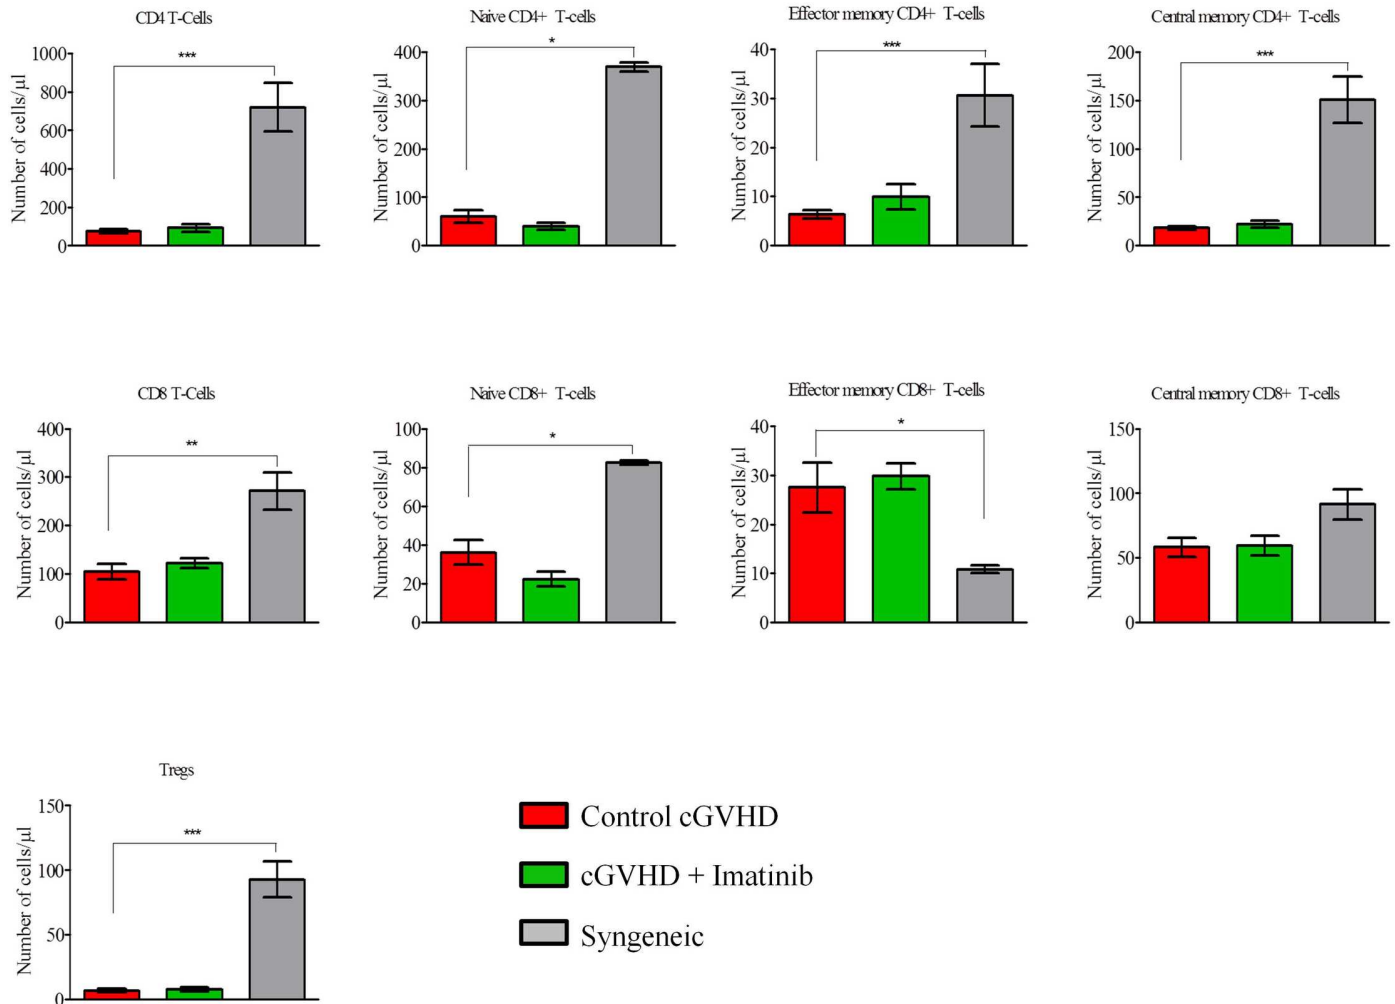 CD4 T-Cells
Number of cells/µl
1000
800
600
400
200
0
***
Naive CD4+ T-cells
Number of cells/µl
400
300
200
100
0
*
Effector memory CD4+ T-cells
Number of cells/µl
40
30
20
10
0
***
Central memory CD4+ T-cells
Number of cells/µl
200
150
100
50
0
***
CD8 T-Cells
Number of cells/µl
400
300
200
100
0
**
Naive CD8+ T-cells
Number of cells/µl
100
80
60
40
20
0
*
Effector memory CD8+ T-cells
Number of cells/µl
40
30
20
10
0
*
Central memory CD8+ T-cells
Number of cells/µl
150
100
50
0
Tregs
Number of cells/µl
150
100
50
0
***
Control cGVHD
cGVHD + Imatinib
Syngeneic